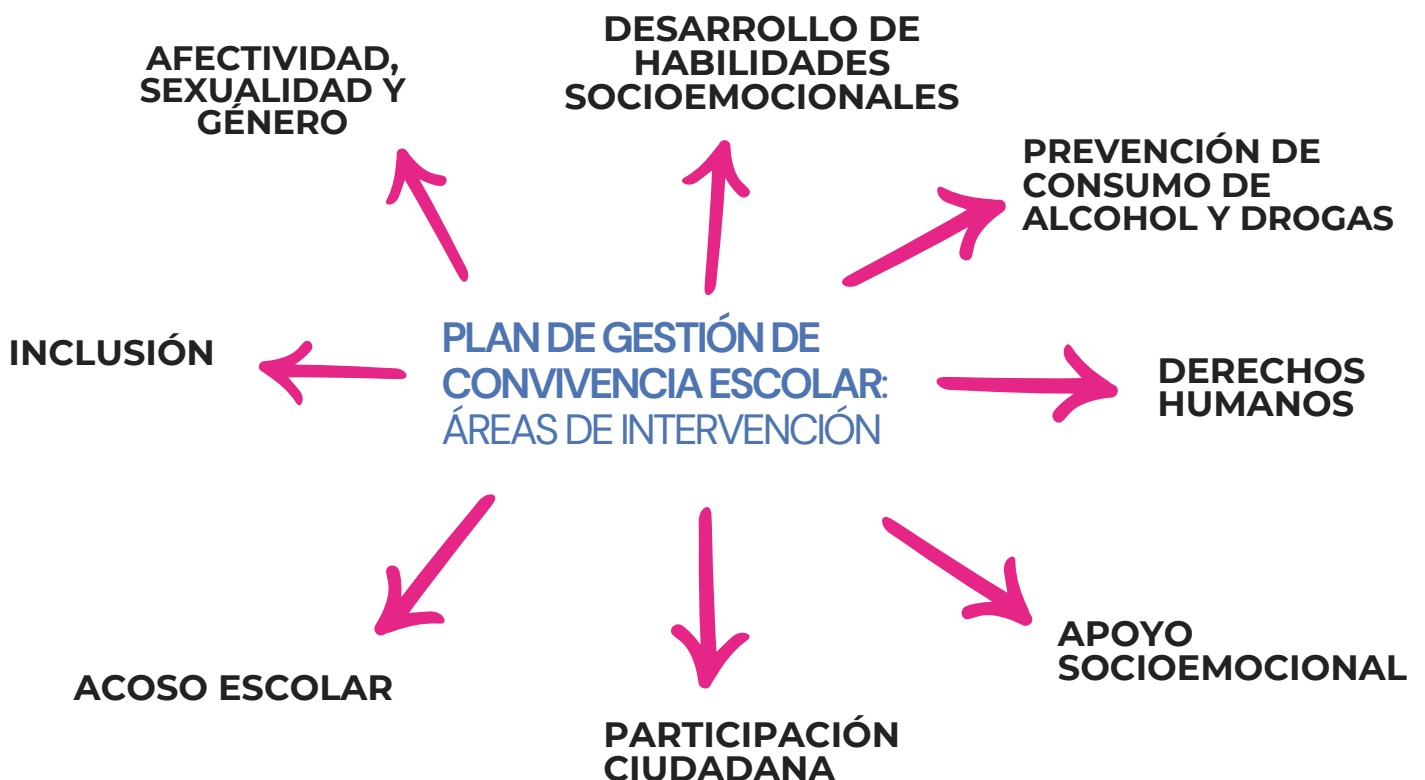 AFECTIVIDAD,
SEXUALIDAD Y
GÉNERO
DESARROLLO DE
HABILIDADES
SOCIOEMOCIONALES
PREVENCIÓN DE
CONSUMO DE
ALCOHOL Y DROGAS
INCLUSIÓN
PLAN DE GESTIÓN DE
CONVIVENCIA ESCOLAR:
ÁREAS DE INTERVENCIÓN
DERECHOS
HUMANOS
ACOSO ESCOLAR
PARTICIPACIÓN
CIUDADANA
APOYO
SOCIOEMOCIONAL